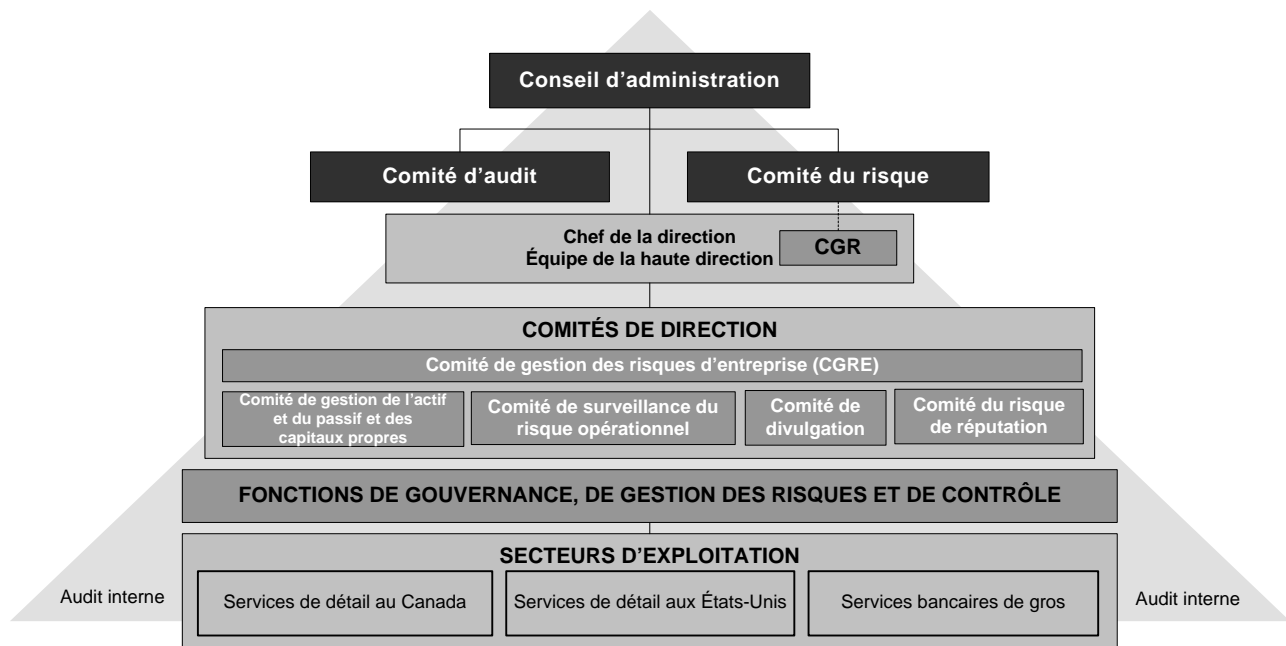 Conseil d'administration
Comité d'audit
Comité du risque
Chef de la direction
Équipe de la haute direction
CGR
COMITÉS DE DIRECTION
Comité de gestion des risques d'entreprise (CGRE)
Comité de gestion de l'actif
et du passif et des
capitaux propres
Comité de surveillance du
risque opérationnel
Comité de
divulgation
Comité du risque
de réputation
FONCTIONS DE GOUVERNANCE, DE GESTION DES RISQUES ET DE CONTRÔLE
SECTEURS D'EXPLOITATION
Audit interne
Services de détail au Canada
Services de détail aux États-Unis
Services bancaires de gros
Audit interne